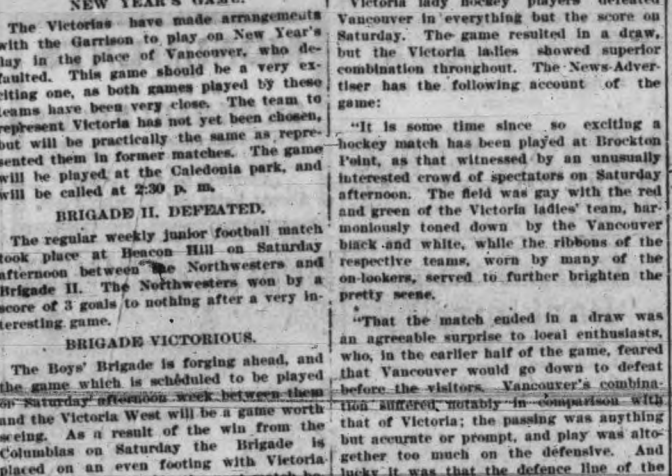 NEW YEAR'S GAME.
The Victorias have made arrangements
with the Garrison to play on New Year's
day in the place of Vancouver, who de-
faulted. This game should be a very ex-
citing one, as both games played by these
teams have been very close. The team to
represent Victoria has not yet been chosen,
but will be practically the same as repre-
sented them in former matches. The game
will be played at the Caledonia park, and
will be called at 2:30 p. m.
BRIGADE II. DEFEATED.
The regular weekly junior football match
took place at Beacon Hill on Saturday
afternoon between the Northwesters and
Brigade II. The Northwesters won by a
score of 3 goals to nothing after a very in-
teresting game.
BRIGADE VICTORIOUS.
The Boys' Brigade is forging ahead, and
the game which is scheduled to be played
on Saturday afternoon week between them
and the Victoria West will be a game worth
seeing. As a result of the win from the
Columbias on Saturday the Brigade is
placed on an even footing with Victoria
Victoria lady hockey players defeated
Vancouver in everything but the score on
Saturday. The game resulted in a draw,
but the Victoria ladies showed superior
combination throughout. The News-Adver-
tiser has the following account of the
game:
"It is some time since so exciting a
hockey match has been played at Brockton
Point, as that witnessed by an unusually
interested crowd of spectators on Saturday
afternoon. The field was gay with the red
and green of the Victoria ladies' team, har-
moniously toned down by the Vancouver
black and white, while the ribbons of the
respective teams, worn by many of the
on-lookers, served to further brighten the
pretty scene.
"That the match ended in a draw was
an agreeable surprise to local enthusiasts,
who, in the earlier half of the game, feared
that Vancouver would go down to defeat
before the visitors. Vancouver's combina-
tion suffered, notably in comparison with
that of Victoria; the passing was anything
but accurate or prompt, and play was alto-
gether too much on the defensive. And
lucky it was that the defence line of the